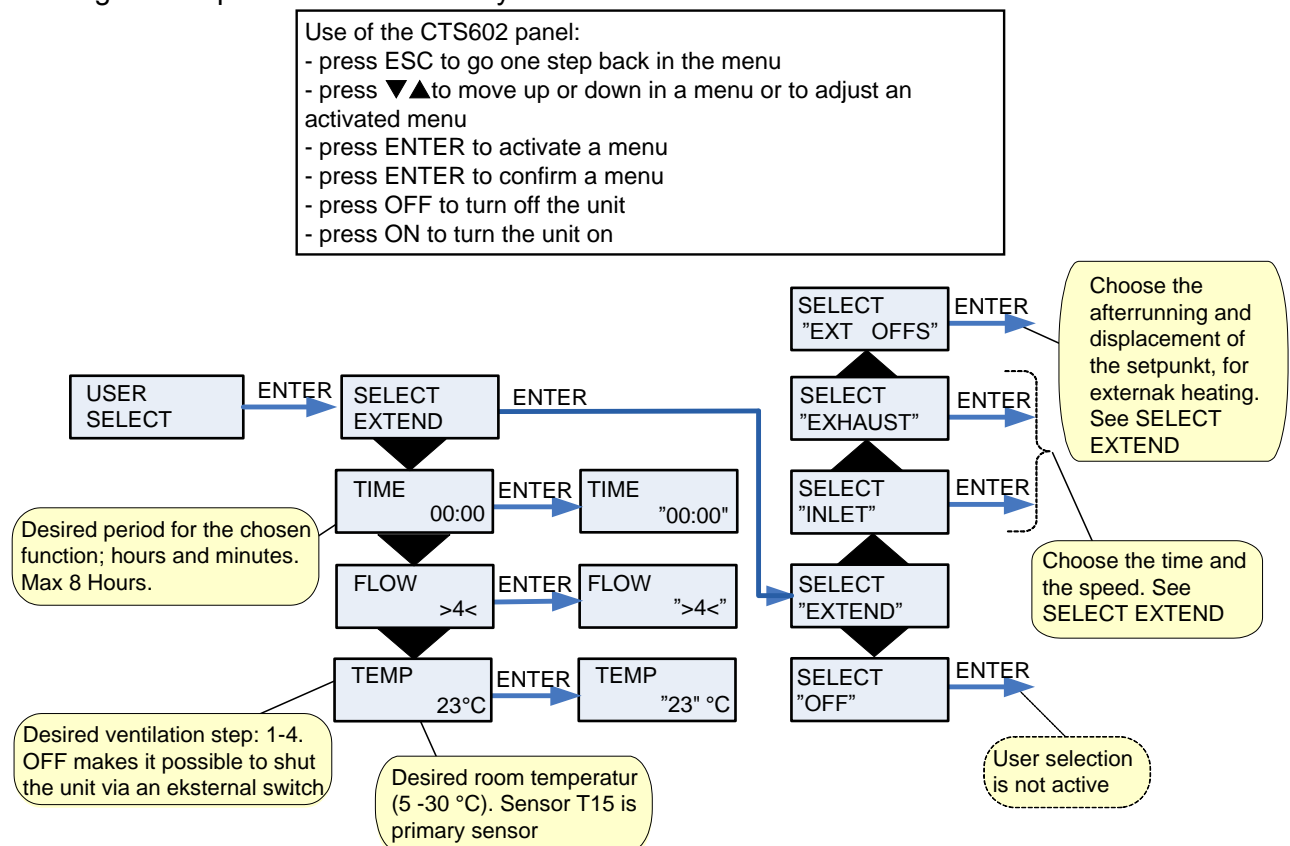 Use of the CTS602 panel:
- press ESC to go one step back in the menu
- press ▼▲to move up or down in a menu or to adjust an
activated menu
- press ENTER to activate a menu
- press ENTER to confirm a menu
- press OFF to turn off the unit
- press ON to turn the unit on
USER
SELECT
ENTER
SELECT
EXTEND
ENTER
TIME
00:00
ENTER
TIME
"00:00"
Desired period for the chosen
function; hours and minutes.
Max 8 Hours.
FLOW
>4<
ENTER
FLOW
">4<"
TEMP
23°C
ENTER
TEMP
"23" °C
Desired ventilation step: 1-4.
OFF makes it possible to shut
the unit via an eksternal switch
Desired room temperatur
(5 -30 °C). Sensor T15 is
primary sensor
SELECT
"EXT OFFS"
ENTER
Choose the
afterrunning and
displacement of
the setpunkt, for
externak heating.
See SELECT
EXTEND
SELECT
"EXHAUST"
ENTER
SELECT
"INLET"
ENTER
Choose the time and
the speed. See
SELECT EXTEND
SELECT
"EXTEND"
SELECT
"OFF"
ENTER
User selection
is not active